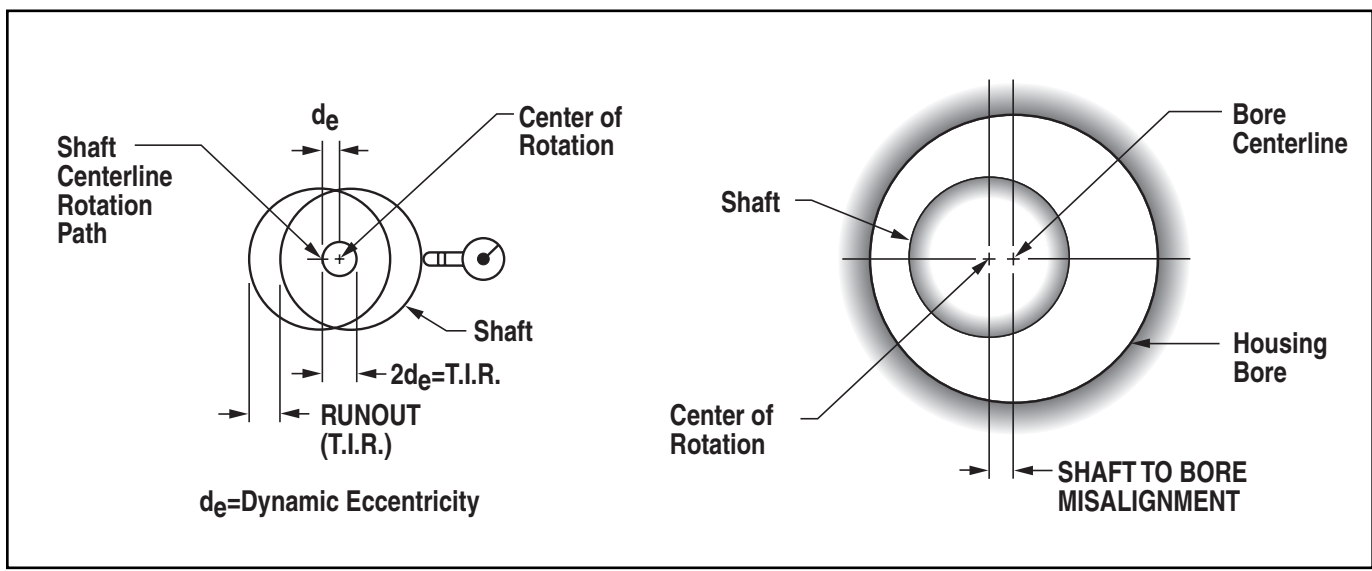 de
Center of
Rotation
Shaft
Centerline
Rotation
Path
Shaft
2de=T.I.R.
RUNOUT
(T.I.R.)
de=Dynamic Eccentricity
Bore
Centerline
Shaft
Housing
Bore
Center of
Rotation
SHAFT TO BORE
MISALIGNMENT